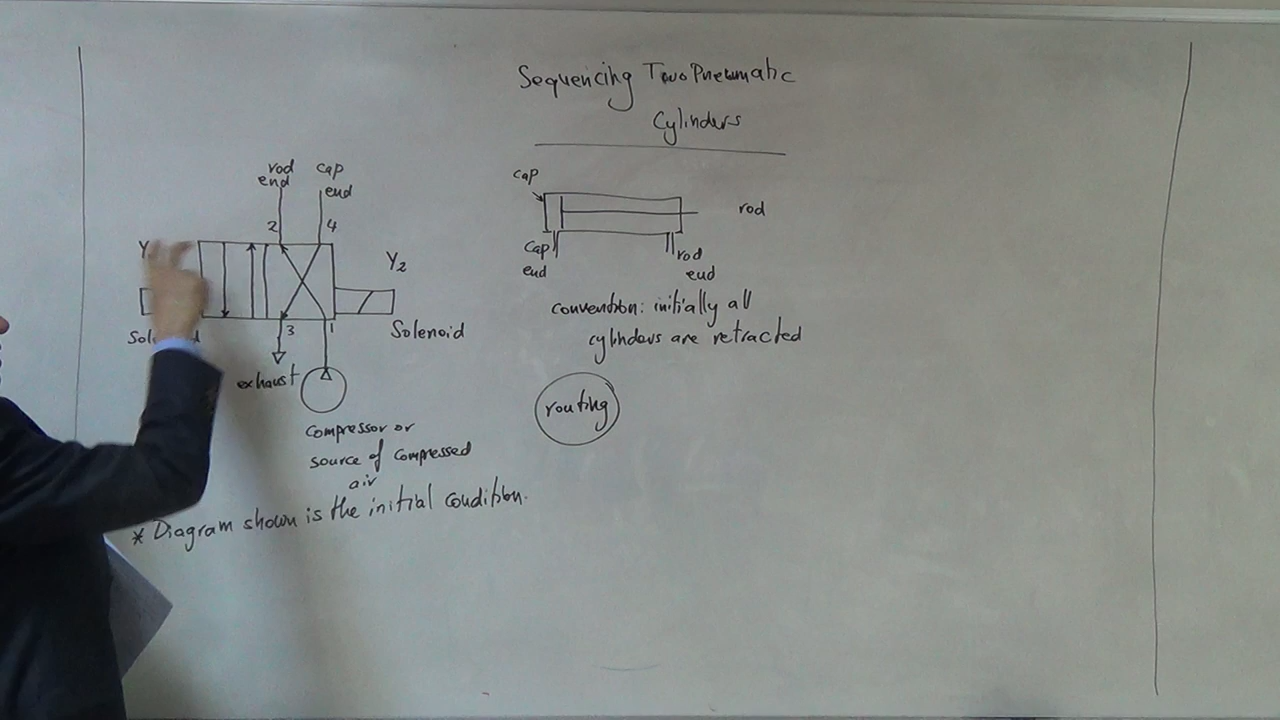 Sequencing Two Pneumatic
Cylinders
rod
end
cap
end
2
4
Y
Y2
3
1
Solenoid
exhaust
compressor or
source of compressed
air
* Diagram shown is the initial condition.
cap
rod
cap
end
rod
end
convention: initially all
cylinders are retracted
routing